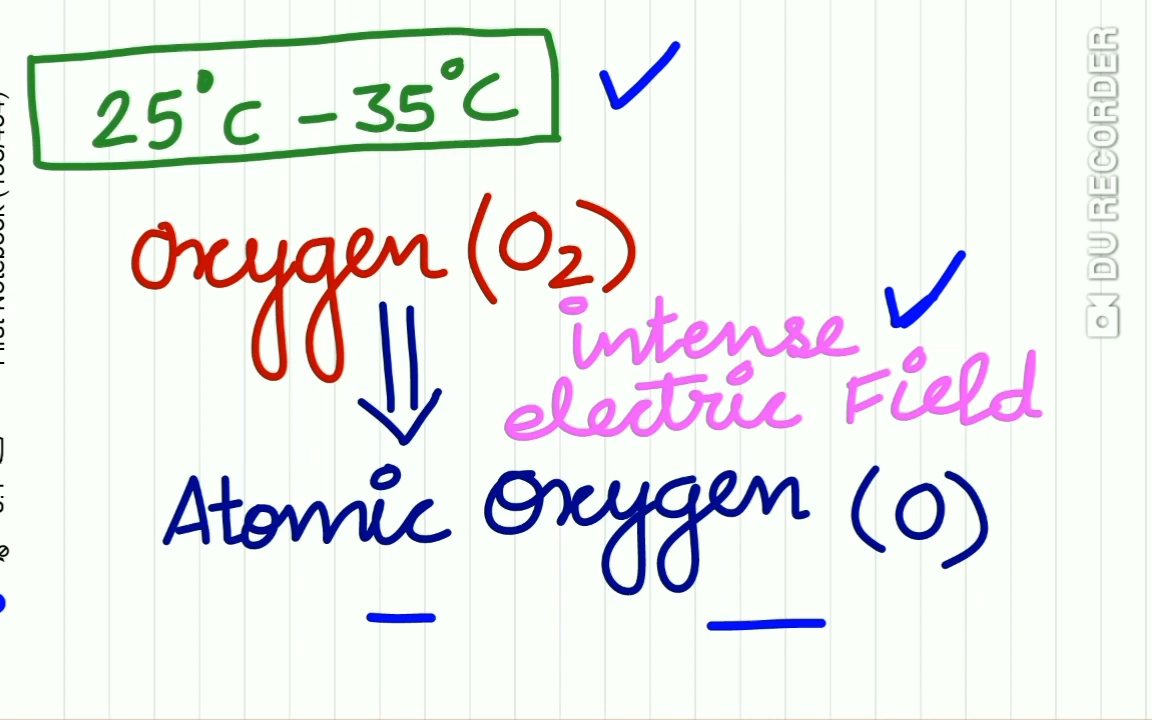 25°c - 35°C
Oxygen (O₂)
intense
electric Field
Atomic Oxygen (O)
DU RECORDER